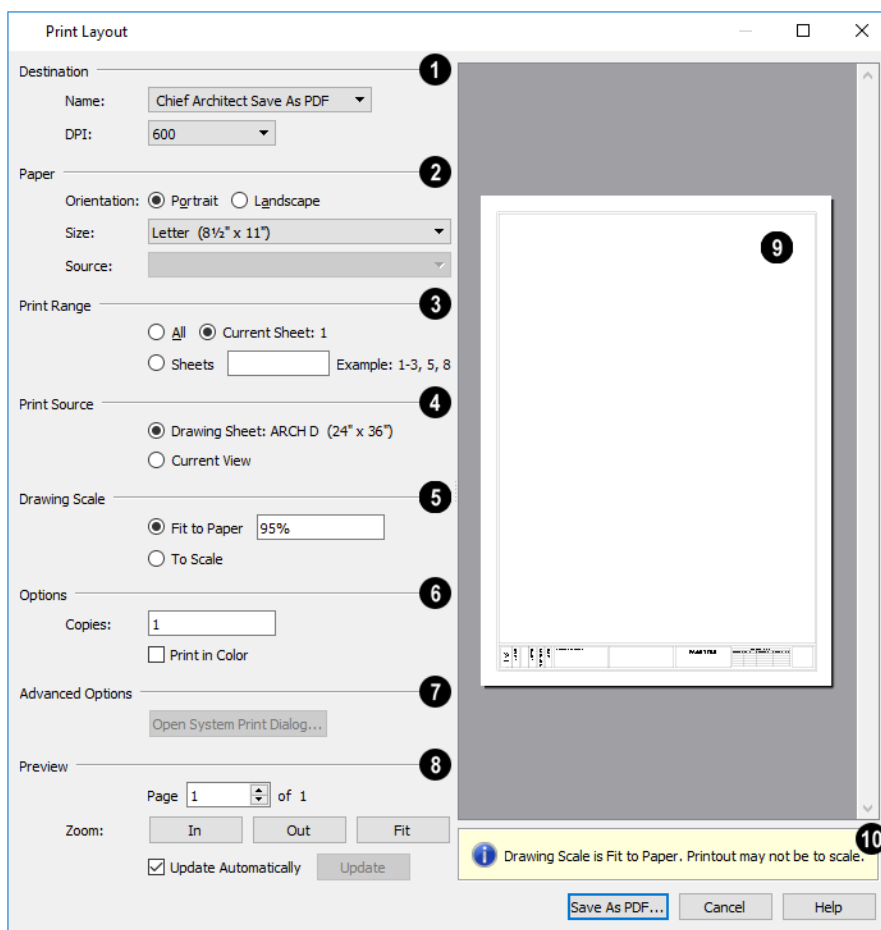 Print Layout
Destination 1
Name: Chief Architect Save As PDF
DPI: 600
Paper 2
Orientation: Portrait Landscape
Size: Letter (8½" x 11")
Source:
Print Range 3
All Current Sheet: 1
Sheets Example: 1-3, 5, 8
Print Source 4
Drawing Sheet: ARCH D (24" x 36")
Current View
Drawing Scale 5
Fit to Paper 95%
To Scale
Options 6
Copies: 1
Print in Color
Advanced Options 7
Open System Print Dialog...
Preview 8
Page 1 of 1
Zoom: In Out Fit
Update Automatically Update
9
10
Drawing Scale is Fit to Paper. Printout may not be to scale.
Save As PDF... Cancel Help